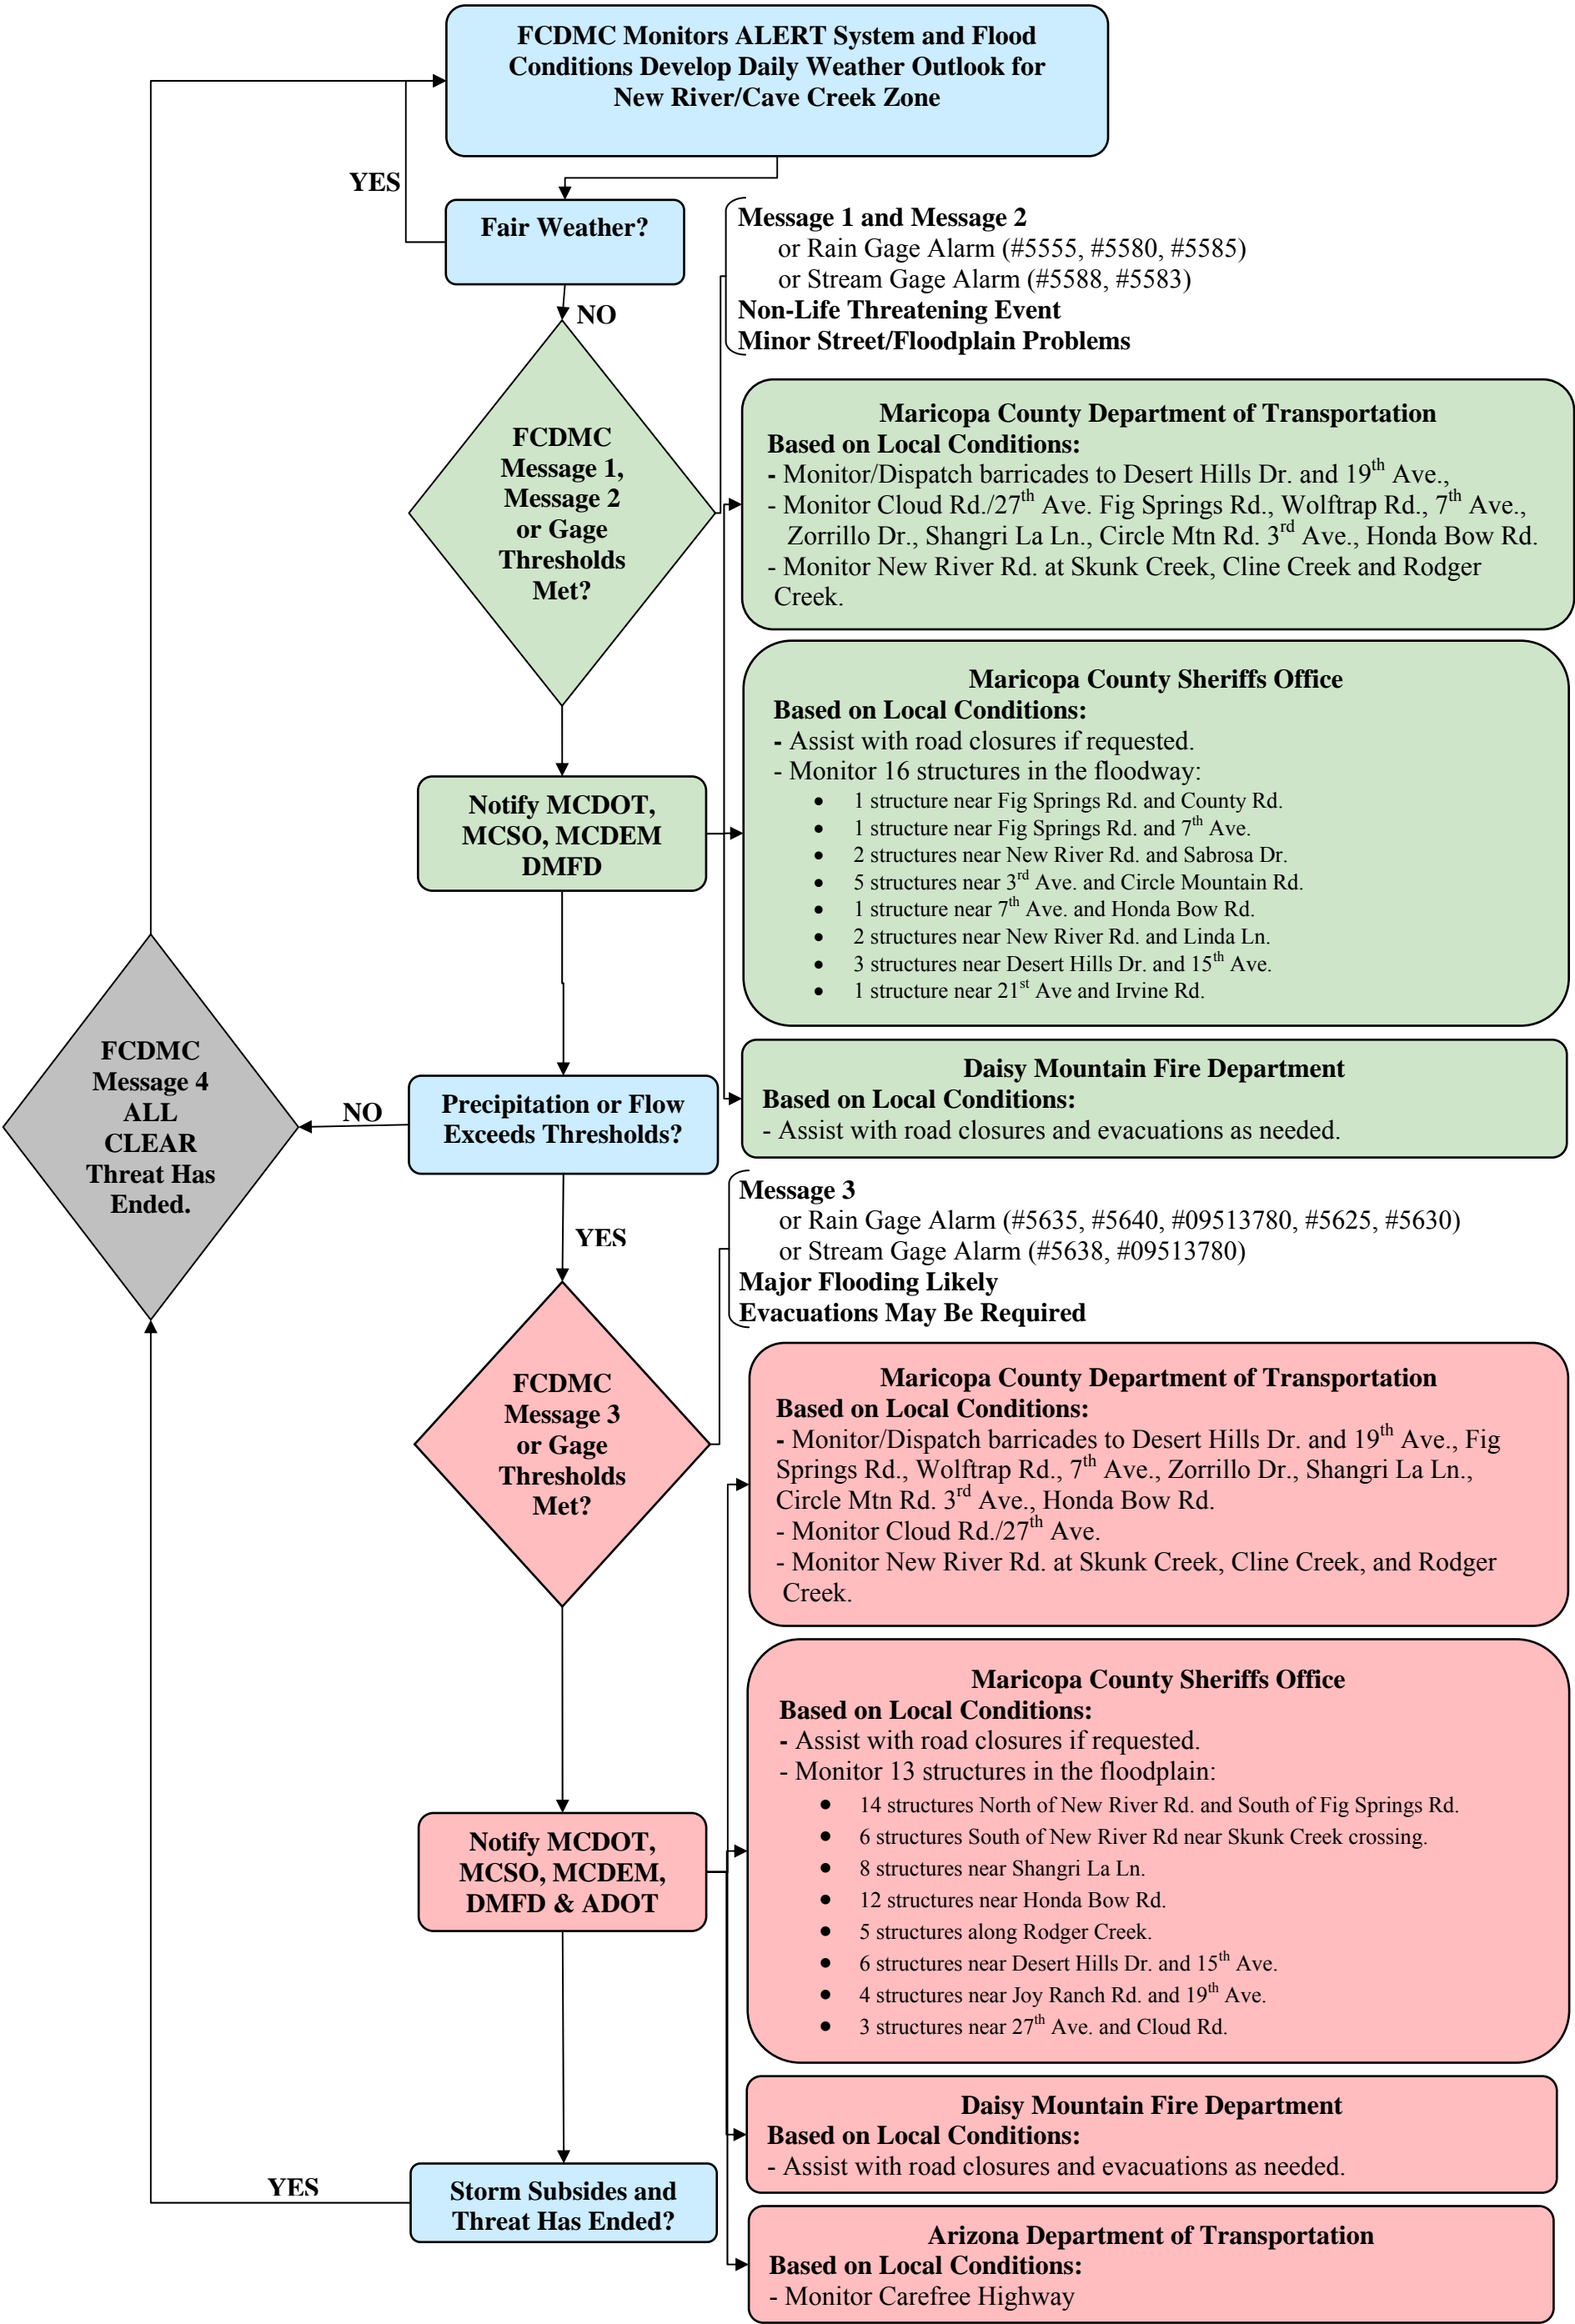 FCDMC Monitors ALERT System and Flood
Conditions Develop Daily Weather Outlook for
New River/Cave Creek Zone
YES
Fair Weather?
NO
Message 1 and Message 2
or Rain Gage Alarm (#5555, #5580, #5585)
or Stream Gage Alarm (#5588, #5583)
Non-Life Threatening Event
Minor Street/Floodplain Problems
FCDMC
Message 1,
Message 2
or Gage
Thresholds
Met?
Maricopa County Department of Transportation
Based on Local Conditions:
- Monitor/Dispatch barricades to Desert Hills Dr. and 19th Ave.,
- Monitor Cloud Rd./27th Ave. Fig Springs Rd., Wolftrap Rd., 7th Ave.,
Zorrillo Dr., Shangri La Ln., Circle Mtn Rd. 3rd Ave., Honda Bow Rd.
- Monitor New River Rd. at Skunk Creek, Cline Creek and Rodger
Creek.
Maricopa County Sheriffs Office
Based on Local Conditions:
- Assist with road closures if requested.
- Monitor 16 structures in the floodway:
• 1 structure near Fig Springs Rd. and County Rd.
• 1 structure near Fig Springs Rd. and 7th Ave.
• 2 structures near New River Rd. and Sabrosa Dr.
• 5 structures near 3rd Ave. and Circle Mountain Rd.
• 1 structure near 7th Ave. and Honda Bow Rd.
• 2 structures near New River Rd. and Linda Ln.
• 3 structures near Desert Hills Dr. and 15th Ave.
• 1 structure near 21st Ave and Irvine Rd.
Notify MCDOT,
MCSO, MCDEM
DMFD
Daisy Mountain Fire Department
Based on Local Conditions:
- Assist with road closures and evacuations as needed.
Precipitation or Flow
Exceeds Thresholds?
NO
FCDMC
Message 4
ALL
CLEAR
Threat Has
Ended.
YES
Message 3
or Rain Gage Alarm (#5635, #5640, #09513780, #5625, #5630)
or Stream Gage Alarm (#5638, #09513780)
Major Flooding Likely
Evacuations May Be Required
FCDMC
Message 3
or Gage
Thresholds
Met?
Maricopa County Department of Transportation
Based on Local Conditions:
- Monitor/Dispatch barricades to Desert Hills Dr. and 19th Ave., Fig
Springs Rd., Wolftrap Rd., 7th Ave., Zorrillo Dr., Shangri La Ln.,
Circle Mtn Rd. 3rd Ave., Honda Bow Rd.
- Monitor Cloud Rd./27th Ave.
- Monitor New River Rd. at Skunk Creek, Cline Creek, and Rodger
Creek.
Maricopa County Sheriffs Office
Based on Local Conditions:
- Assist with road closures if requested.
- Monitor 13 structures in the floodplain:
• 14 structures North of New River Rd. and South of Fig Springs Rd.
• 6 structures South of New River Rd near Skunk Creek crossing.
• 8 structures near Shangri La Ln.
• 12 structures near Honda Bow Rd.
• 5 structures along Rodger Creek.
• 6 structures near Desert Hills Dr. and 15th Ave.
• 4 structures near Joy Ranch Rd. and 19th Ave.
• 3 structures near 27th Ave. and Cloud Rd.
Notify MCDOT,
MCSO, MCDEM,
DMFD & ADOT
Daisy Mountain Fire Department
Based on Local Conditions:
- Assist with road closures and evacuations as needed.
YES
Storm Subsides and
Threat Has Ended?
Arizona Department of Transportation
Based on Local Conditions:
- Monitor Carefree Highway